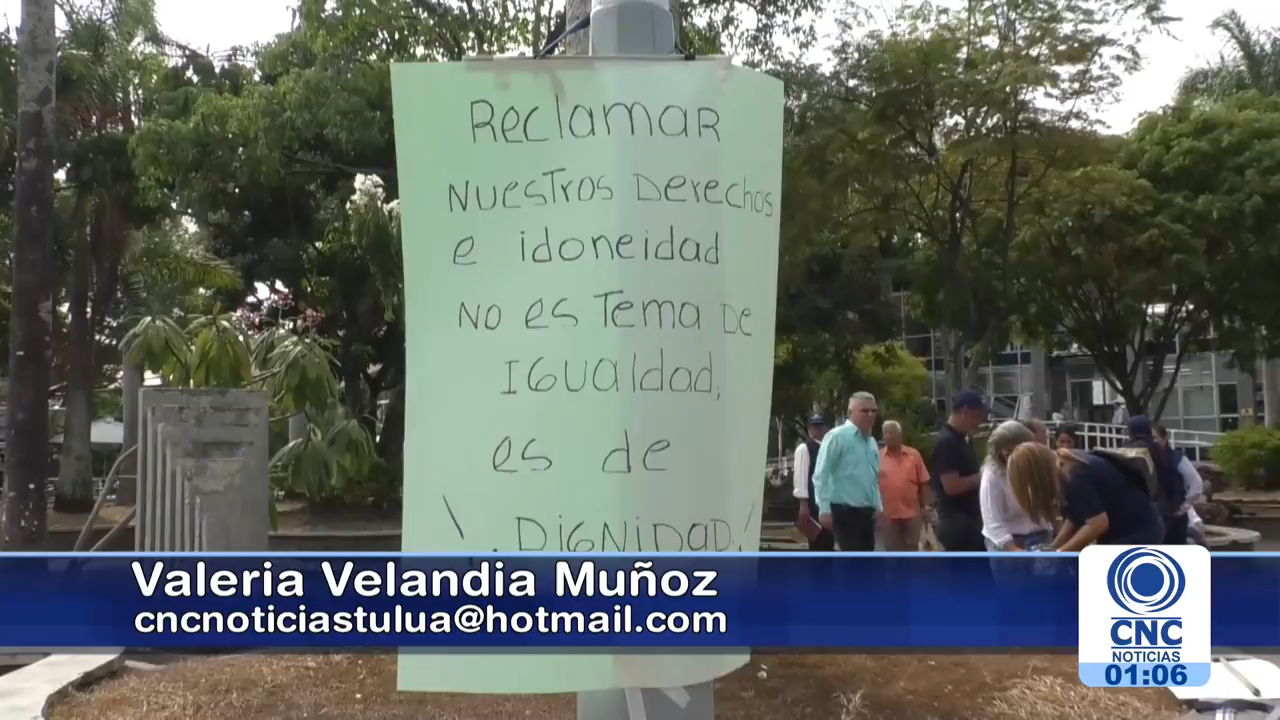 Reclamar
nuestros Derechos
e idoneidad
no es Tema De
IGualdad,
es de
¡. DiGNiDaD.!
Valeria Velandia Muñoz
cncnoticiastulua@hotmail.com
CNC
NOTICIAS
01:06